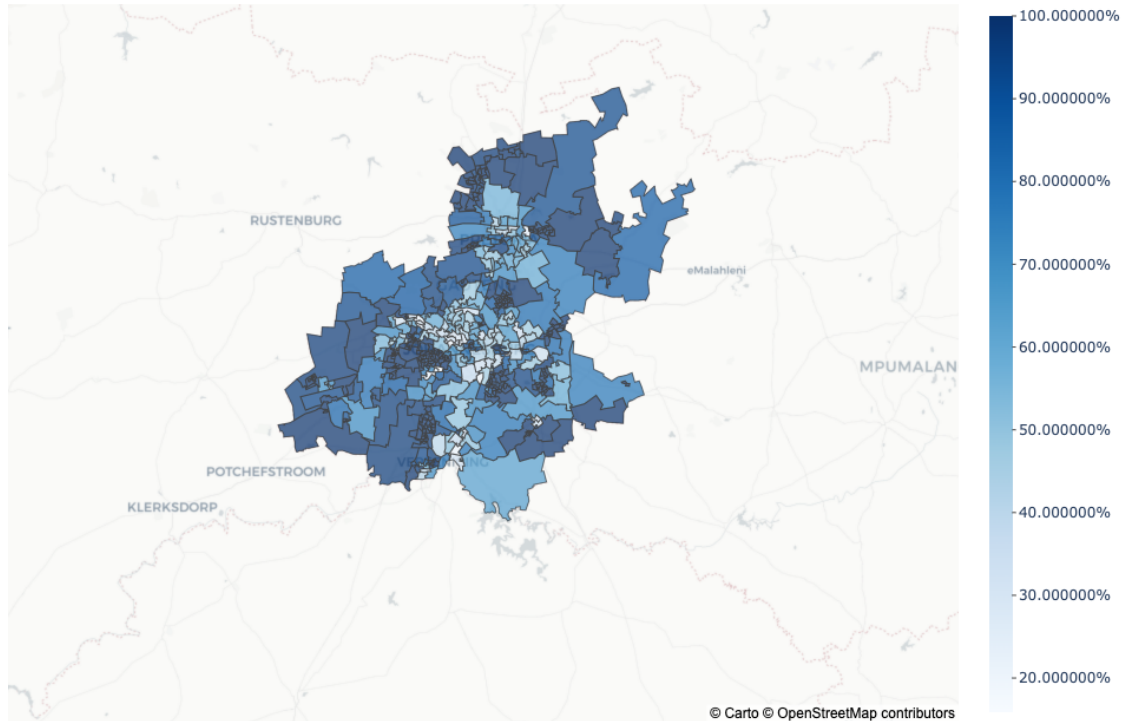 100.000000%
90.000000%
80.000000%
70.000000%
60.000000%
50.000000%
40.000000%
30.000000%
20.000000%
RUSTENBURG
eMalahleni
MPUMALAN
POTCHEFSTROOM
KLERKSDORP
© Carto © OpenStreetMap contributors